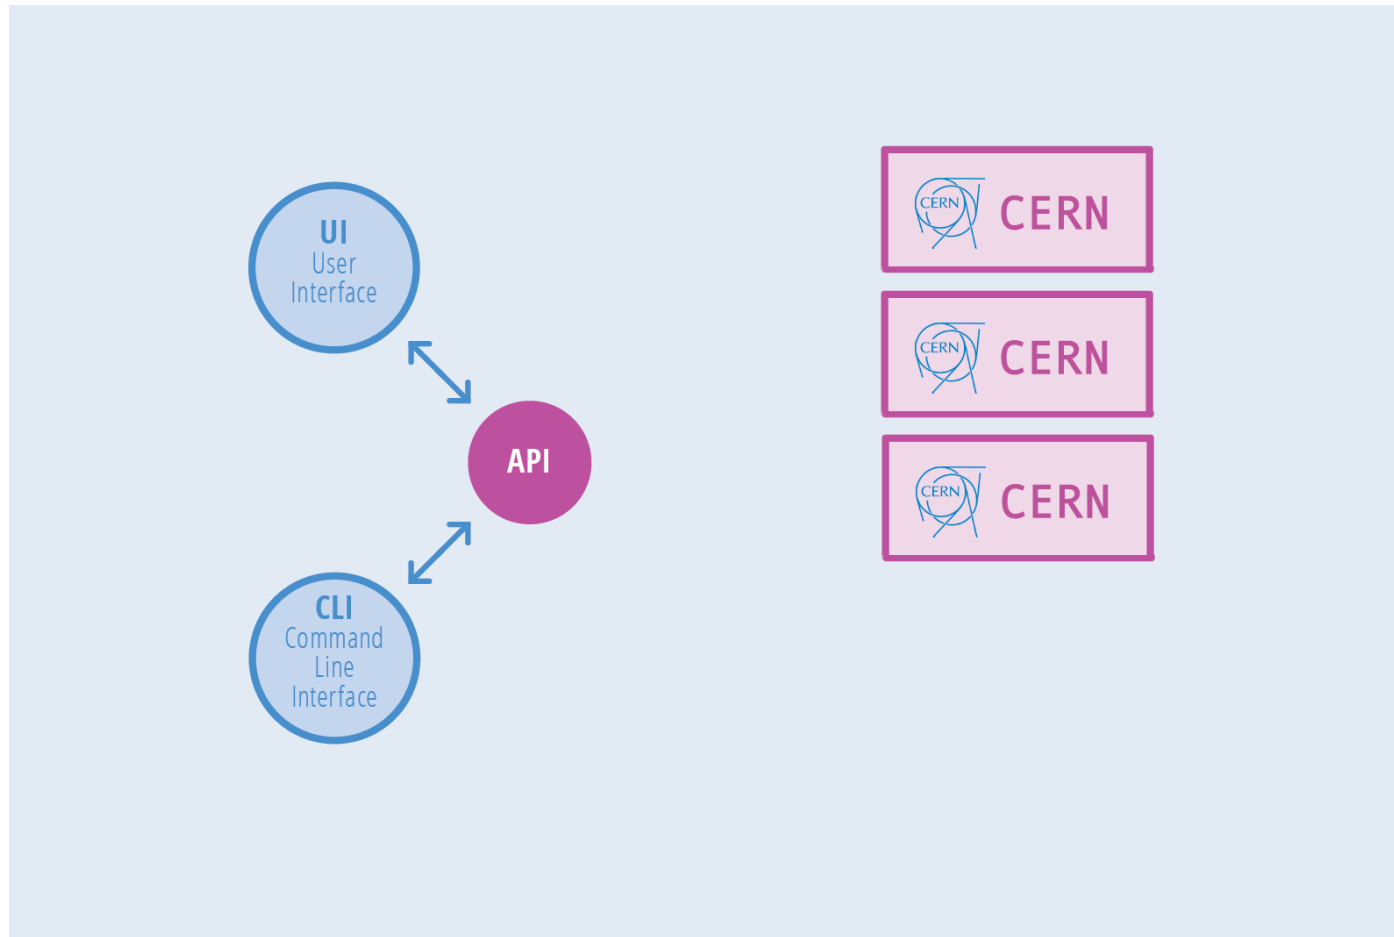 UI
User
Interface
API
CLI
Command
Line
Interface
CERN CERN
CERN CERN
CERN CERN